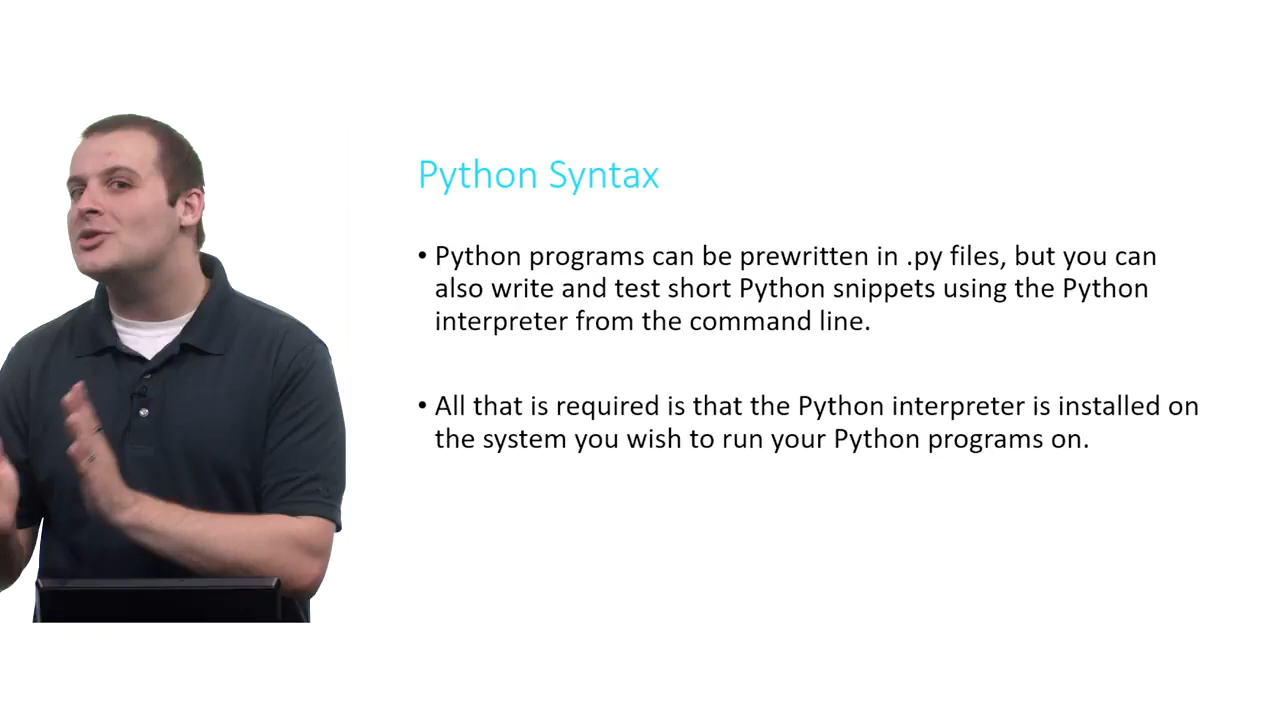 Python Syntax
• Python programs can be prewritten in .py files, but you can
also write and test short Python snippets using the Python
interpreter from the command line.
• All that is required is that the Python interpreter is installed on
the system you wish to run your Python programs on.